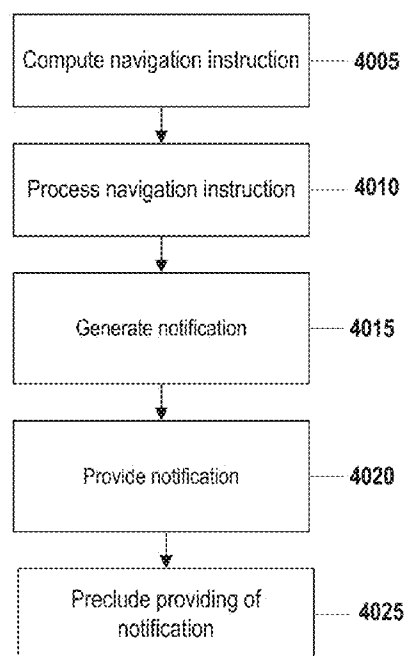 Compute navigation instruction 4005
Process navigation instruction 4010
Generate notification 4015
Provide notification 4020
Preclude providing of
notification 4025